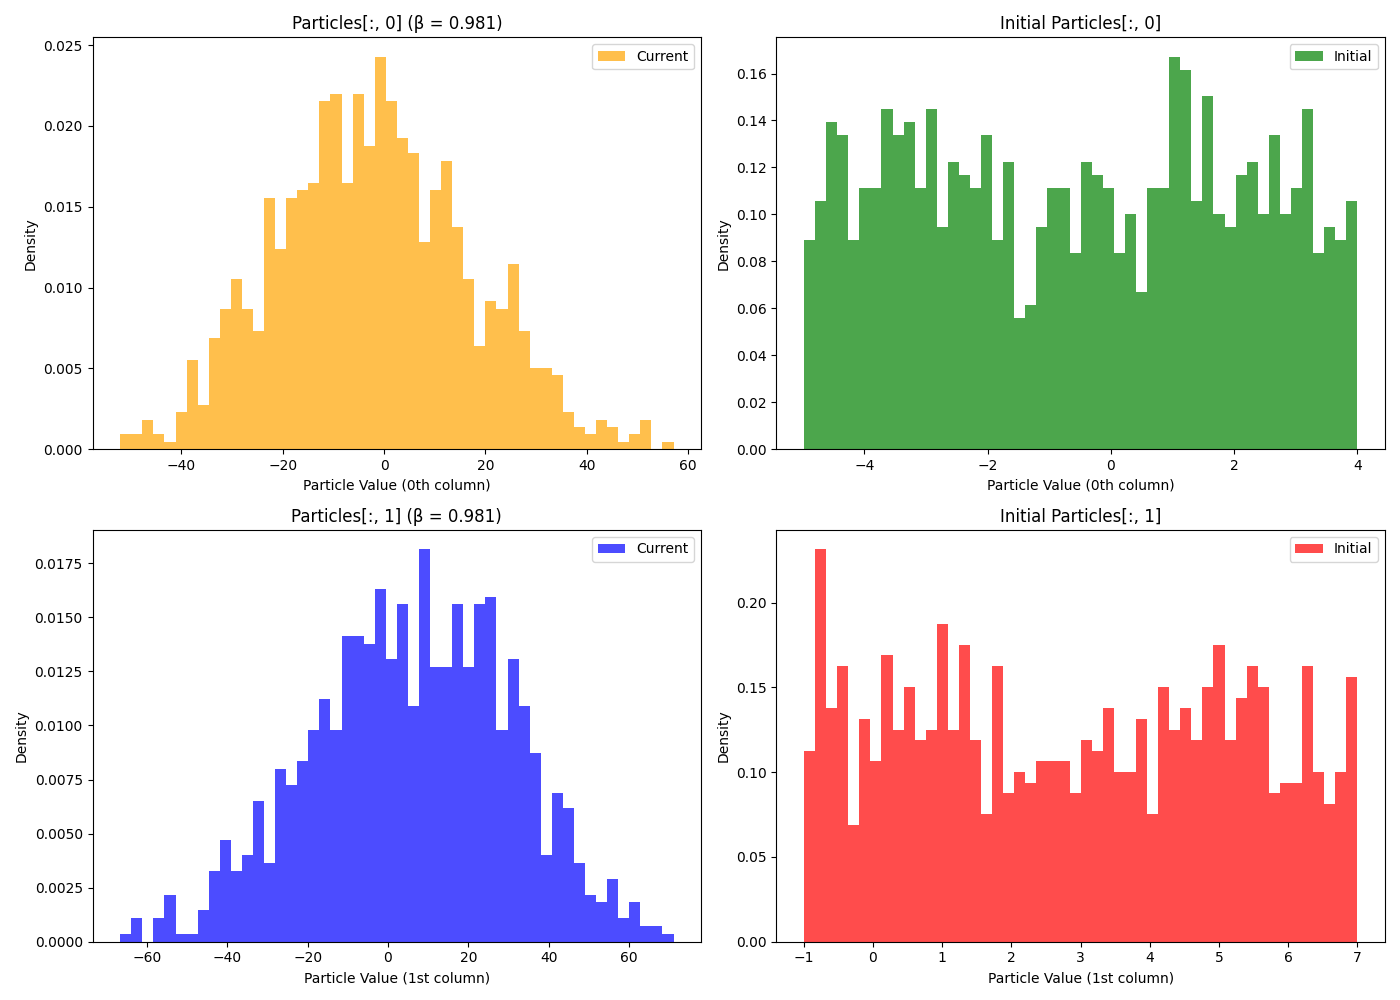 Particles[:, 0] (β = 0.981)
Current
Density
0.025
0.020
0.015
0.010
0.005
0.000
−40 −20 0 20 40 60
Particle Value (0th column)
Initial Particles[:, 0]
Initial
Density
0.16
0.14
0.12
0.10
0.08
0.06
0.04
0.02
0.00
−4 −2 0 2 4
Particle Value (0th column)
Particles[:, 1] (β = 0.981)
Current
Density
0.0175
0.0150
0.0125
0.0100
0.0075
0.0050
0.0025
0.0000
−60 −40 −20 0 20 40 60
Particle Value (1st column)
Initial Particles[:, 1]
Initial
Density
0.20
0.15
0.10
0.05
0.00
−1 0 1 2 3 4 5 6 7
Particle Value (1st column)